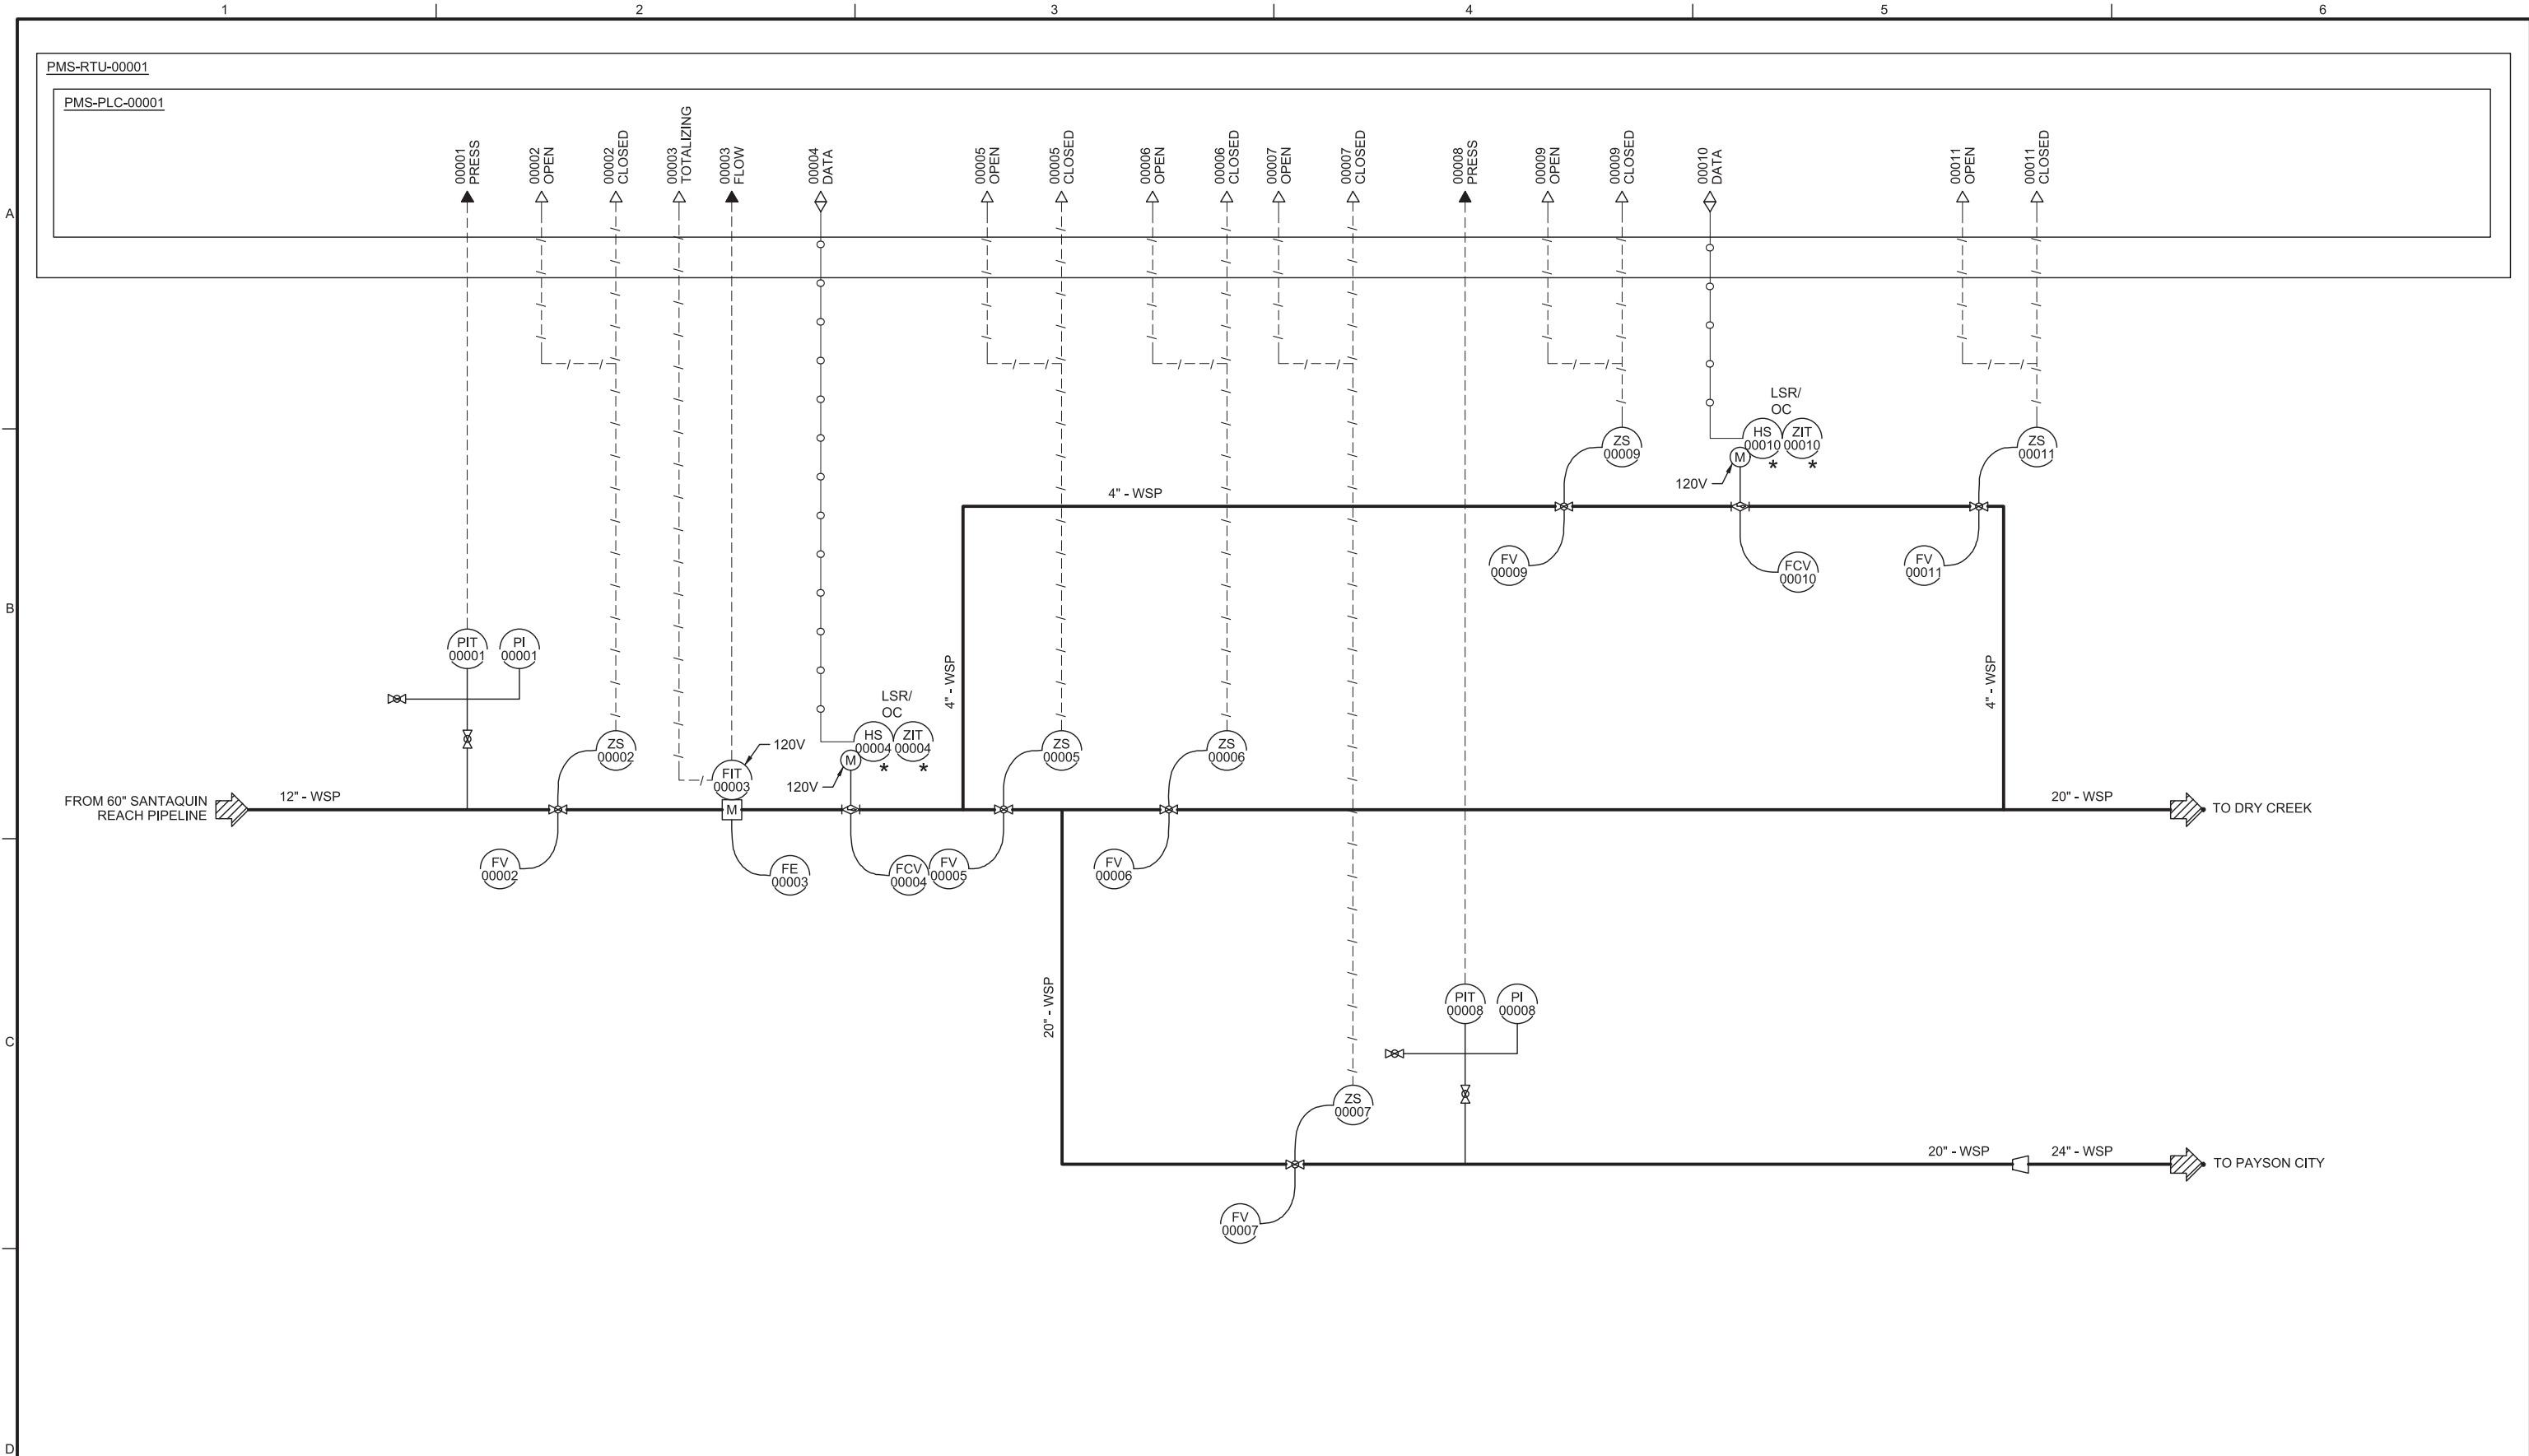 1
2
3
4
5
6
PMS-RTU-00001
PMS-PLC-00001
00001
PRESS
00002
OPEN
00002
CLOSED
00003
TOTALIZING
00003
FLOW
00004
DATA
00005
OPEN
00005
CLOSED
00006
OPEN
00006
CLOSED
00007
OPEN
00007
CLOSED
00008
PRESS
00009
OPEN
00009
CLOSED
00010
DATA
00011
OPEN
00011
CLOSED
A
LSR/
OC
ZS
00009
HS
00010
*
ZIT
00010
*
M
120V
ZS
00011
4" - WSP
FV
00009
FCV
00010
FV
00011
B
PIT
00001
PI
00001
4" - WSP
4" - WSP
LSR/
OC
ZS
00002
120V
HS
00004
*
ZIT
00004
*
M
120V
FIT
00003
M
ZS
00005
ZS
00006
FROM 60" SANTAQUIN
REACH PIPELINE
12" - WSP
20" - WSP
TO DRY CREEK
FV
00002
FE
00003
FCV
00004
FV
00005
FV
00006
20" - WSP
PIT
00008
PI
00008
C
ZS
00007
20" - WSP
24" - WSP
TO PAYSON CITY
FV
00007
D